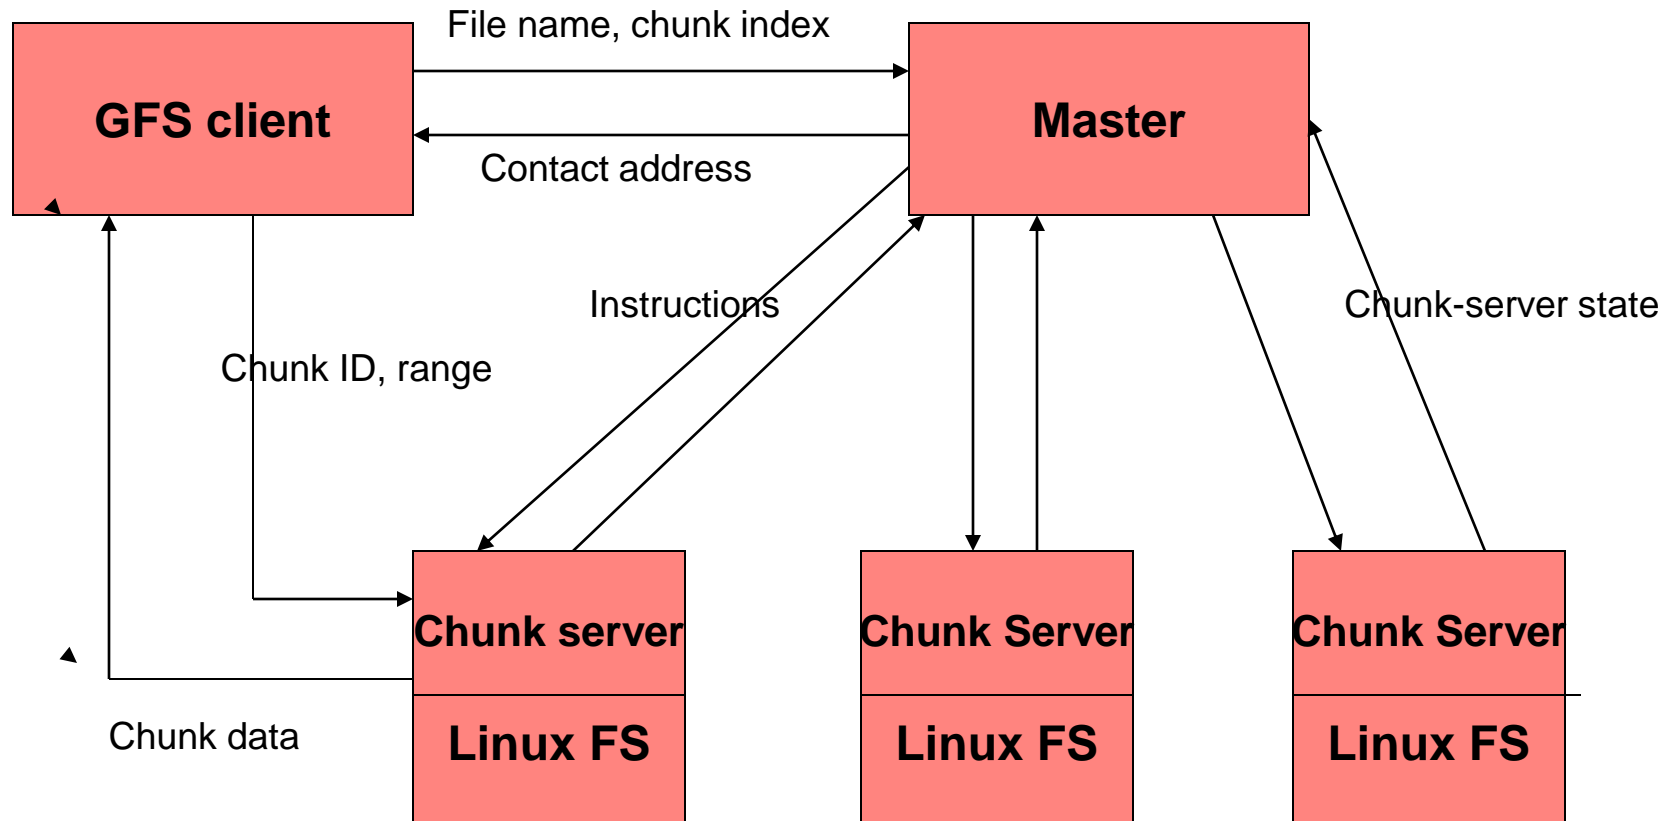 File name, chunk index
GFS client
Master
Contact address
Instructions
Chunk-server state
Chunk ID, range
Chunk server
Chunk Server
Chunk Server
Chunk data
Linux FS
Linux FS
Linux FS